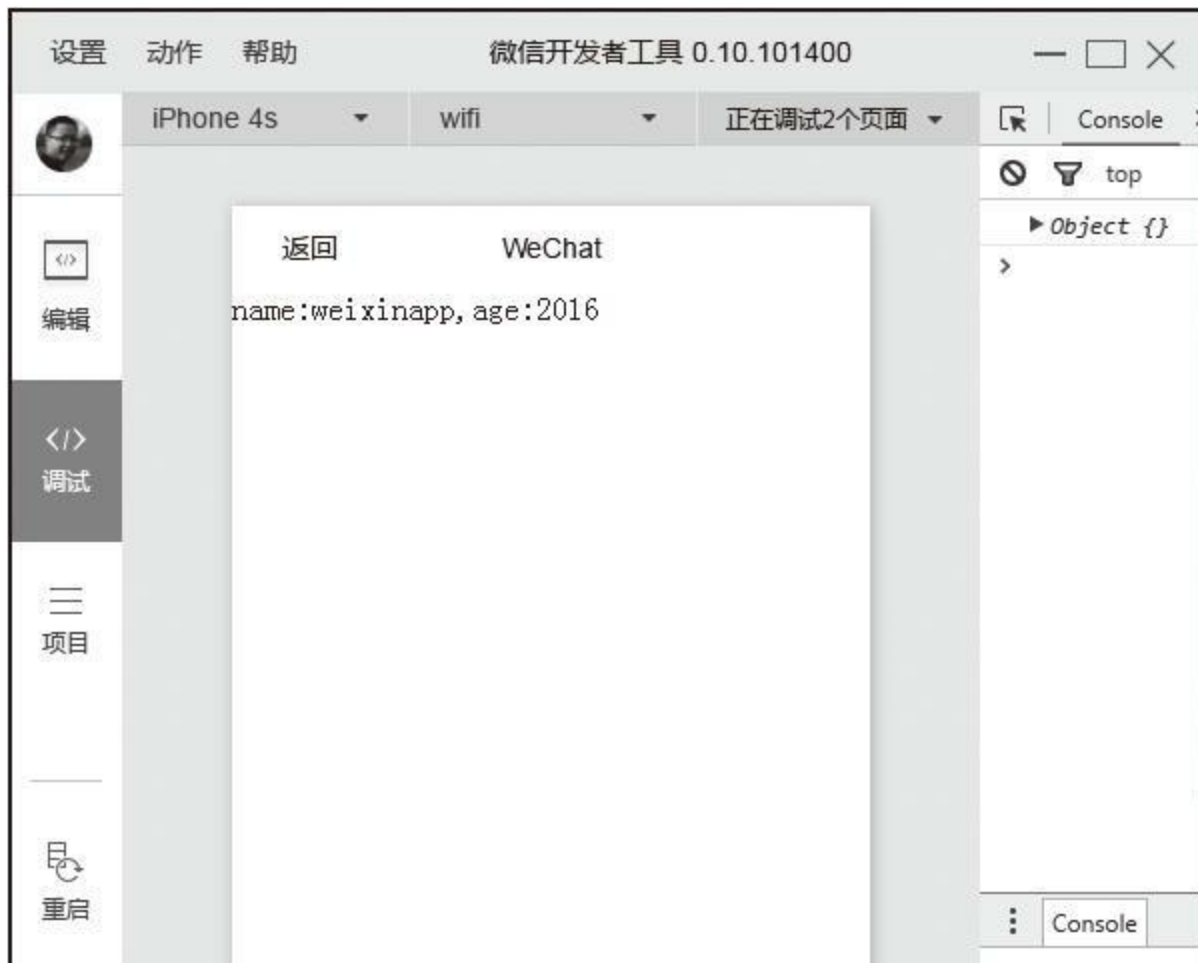 设置 动作 帮助 微信开发者工具 0.10.101400
iPhone 4s wifi 正在调试2个页面 Console
top
返回 WeChat
Object {}
</>
name:weixinapp,age:2016
编辑
</>
调试
项目
重启
Console